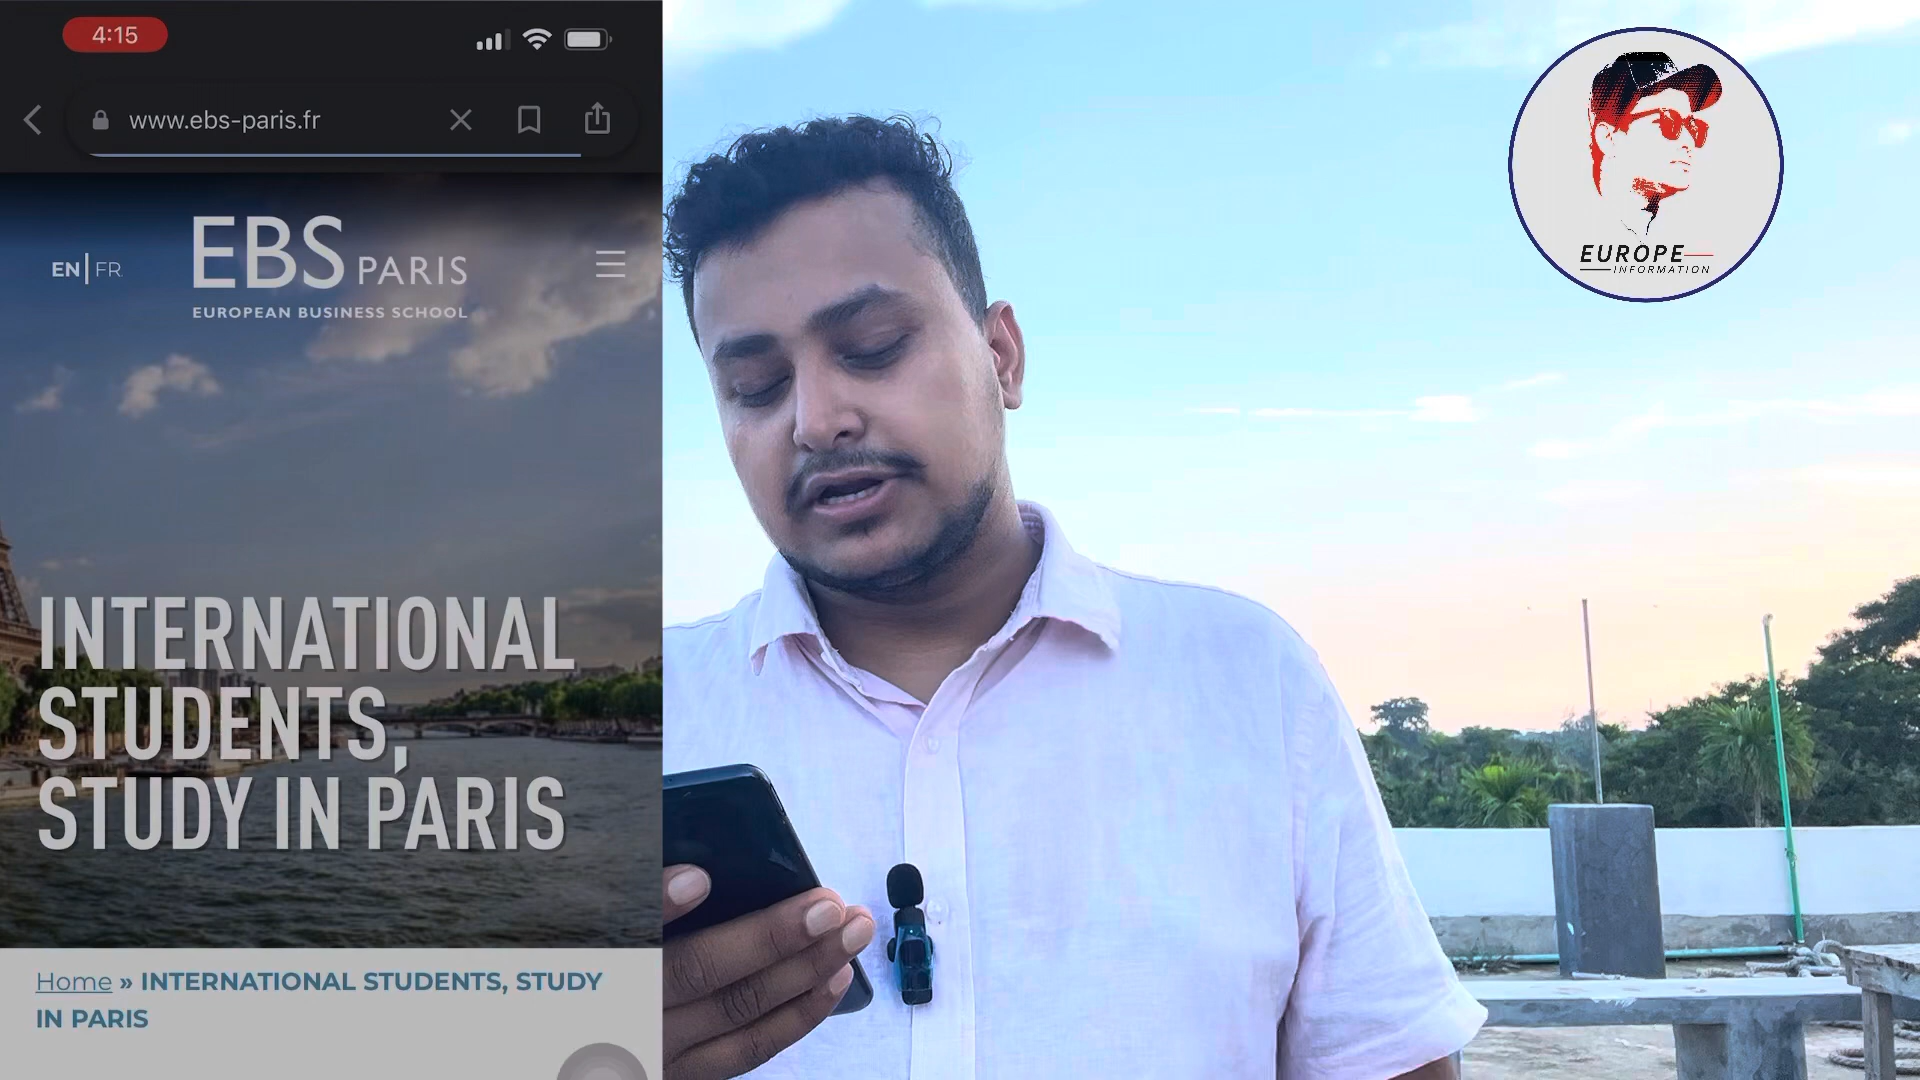 4:15
www.ebs-paris.fr
EN|FR
EBS PARIS
EUROPEAN BUSINESS SCHOOL
INTERNATIONAL
STUDENTS,
STUDY IN PARIS
Home » INTERNATIONAL STUDENTS, STUDY
IN PARIS
EUROPE
INFORMATION